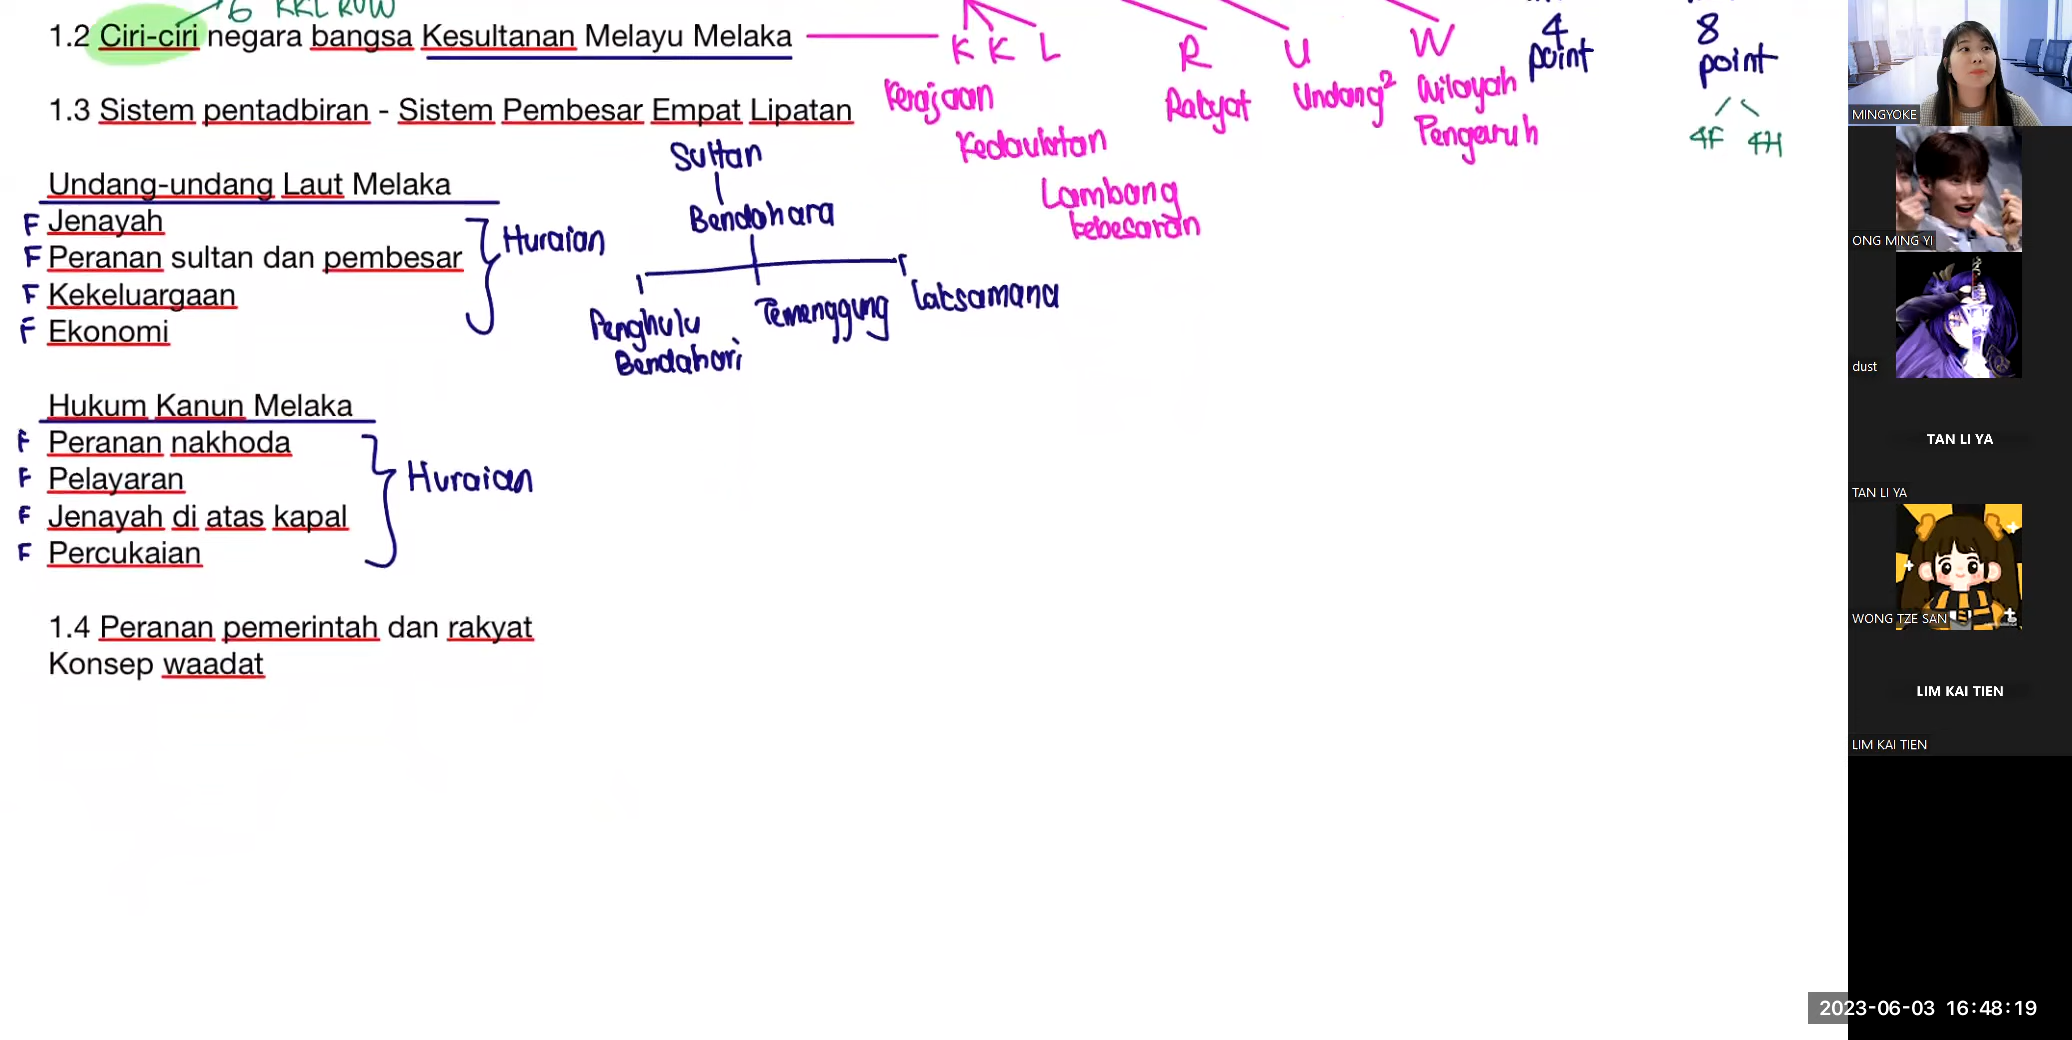 6 KKL RUW
1.2 Ciri-ciri negara bangsa Kesultanan Melayu Melaka
K K L R U W
4 point
8 point
4F 4H
Kerajaan
Kedaulatan
Lambang kebesaran
Rakyat
Undang²
Wilayah Pengaruh
1.3 Sistem pentadbiran - Sistem Pembesar Empat Lipatan
Sultan
Bendahara
Penghulu Bendahari
Temenggung
Laksamana
Undang-undang Laut Melaka
F Jenayah
F Peranan sultan dan pembesar
F Kekeluargaan
F Ekonomi
Huraian
Hukum Kanun Melaka
F Peranan nakhoda
F Pelayaran
F Jenayah di atas kapal
F Percukaian
Huraian
1.4 Peranan pemerintah dan rakyat
Konsep waadat
MINGYOKE
ONG MING YI
dust
TAN LI YA
TAN LI YA
WONG TZE SAN
LIM KAI TIEN
LIM KAI TIEN
2023-06-03 16:48:19